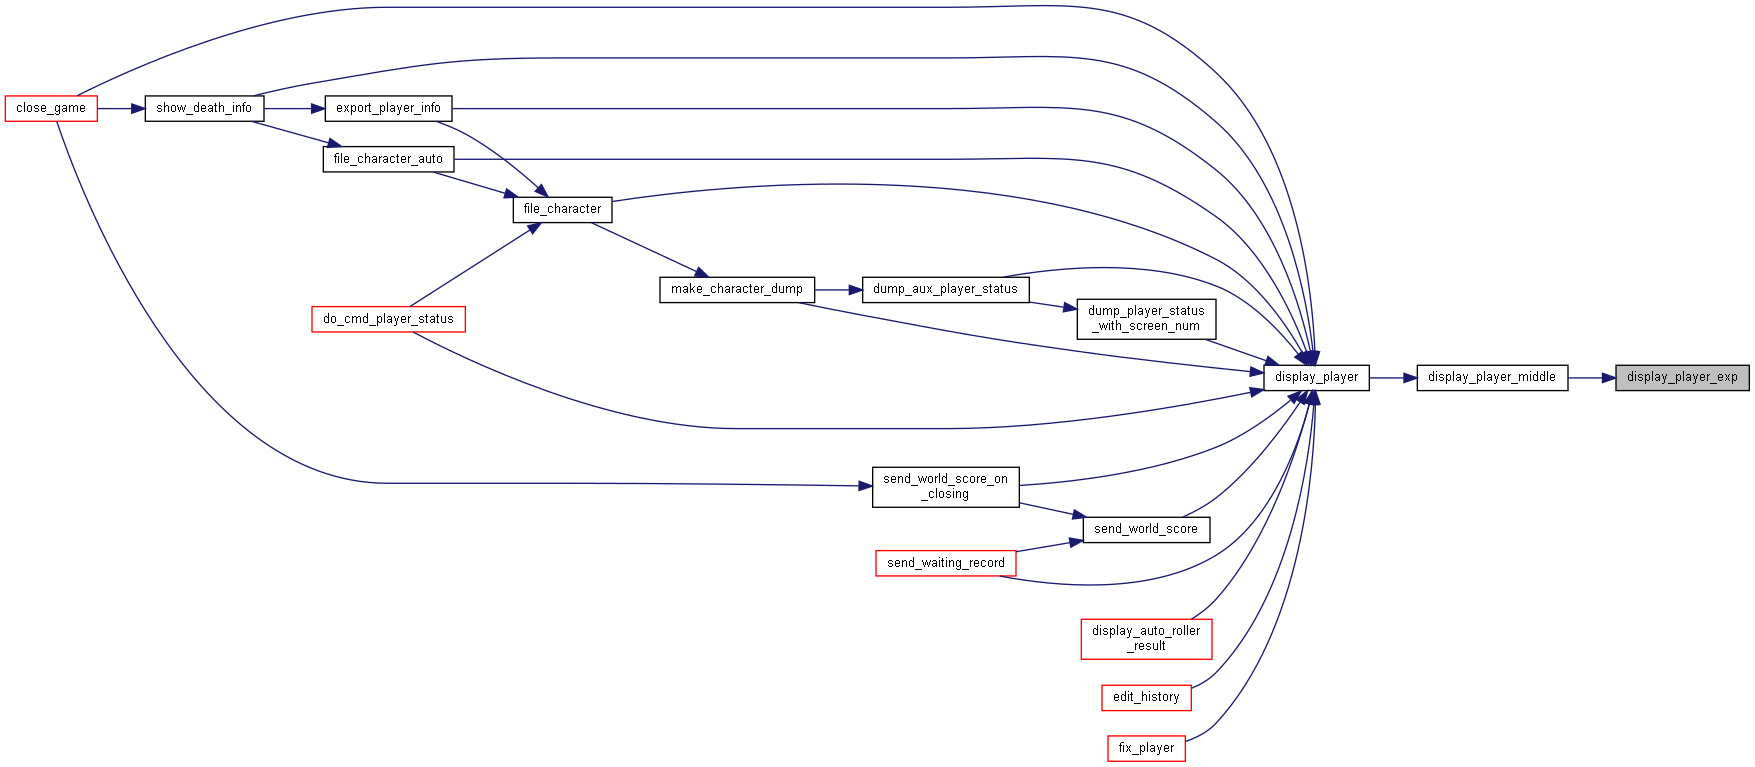 close_game
show_death_info
export_player_info
file_character_auto
file_character
make_character_dump
dump_aux_player_status
dump_player_status
_with_screen_num
do_cmd_player_status
display_player
display_player_middle
display_player_exp
send_world_score_on
_closing
send_world_score
send_waiting_record
display_auto_roller
_result
edit_history
fix_player